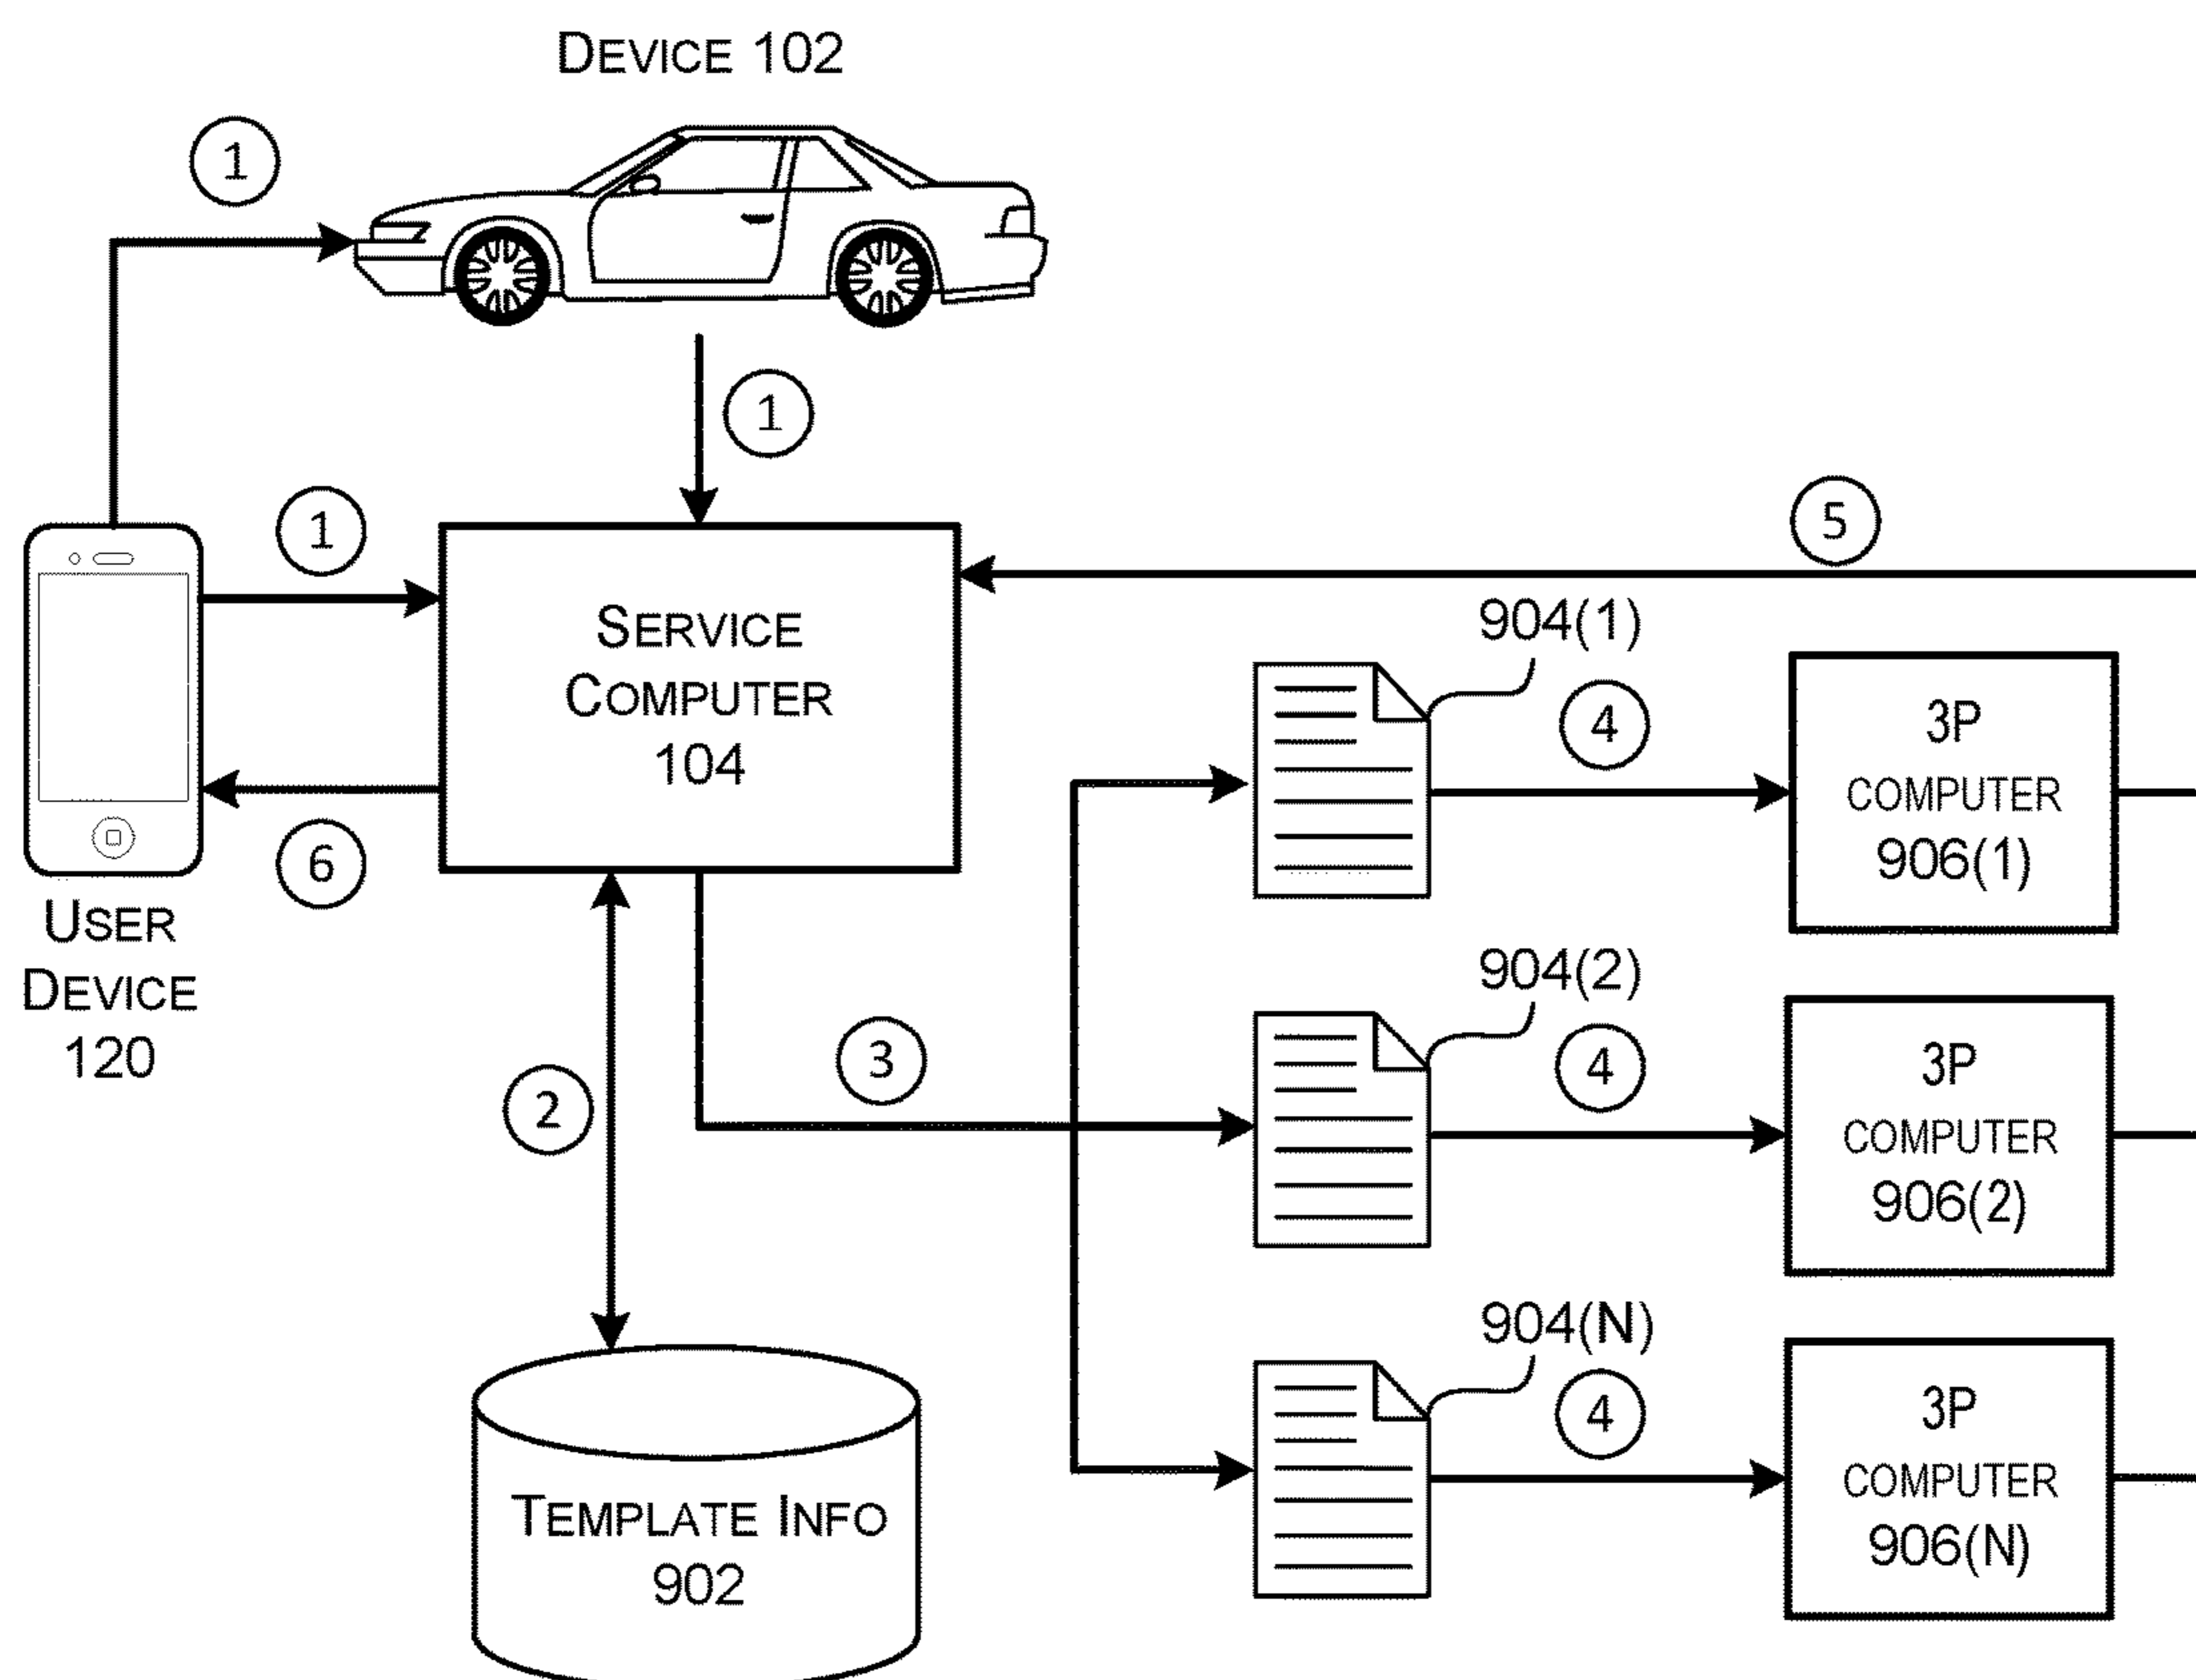 DEVICE 102
1
1
1
5
SERVICE
COMPUTER
104
6
USER
DEVICE
120
2
3
TEMPLATE INFO
902
904(1)
4
3P
COMPUTER
906(1)
904(2)
4
3P
COMPUTER
906(2)
904(N)
4
3P
COMPUTER
906(N)